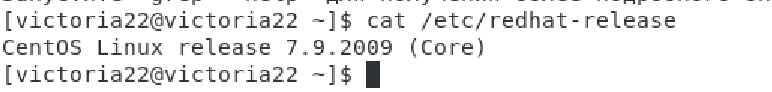 [victoria22@victoria22 ~]$ cat /etc/redhat-release
CentOS Linux release 7.9.2009 (Core)
[victoria22@victoria22 ~]$